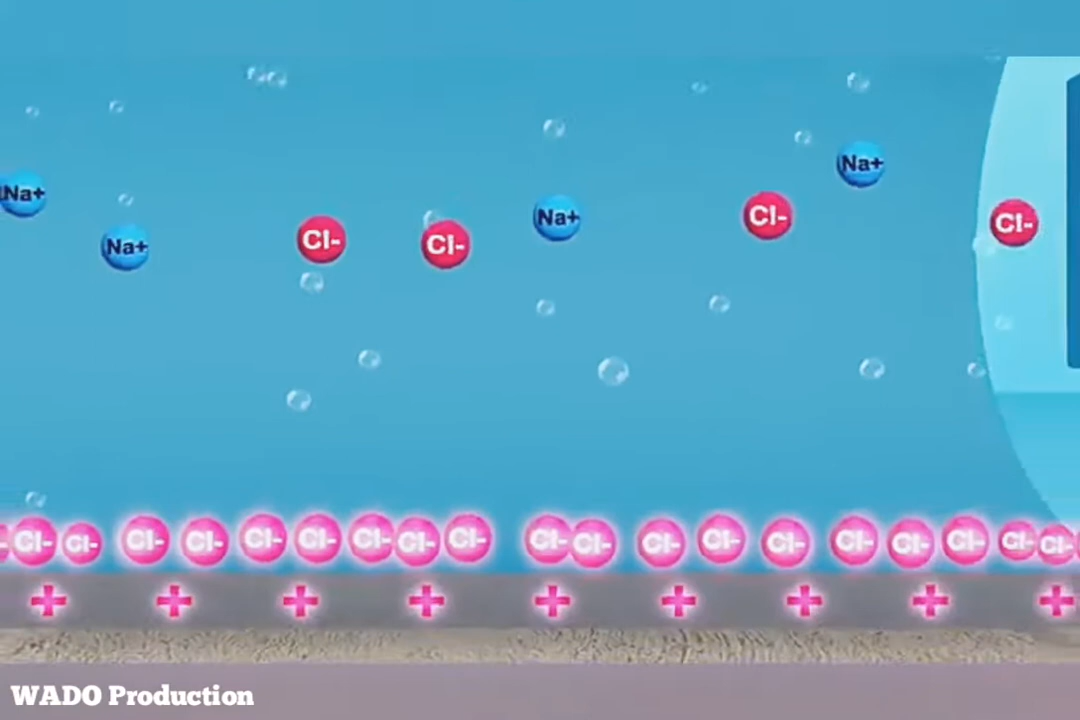 Na+ Na+ Cl- Cl- Na+ Cl- Na+ Cl-
Cl- Cl- Cl- Cl- Cl- Cl- Cl- Cl- Cl- Cl- Cl- Cl- Cl- Cl- Cl- Cl- Cl- Cl- Cl-
+ + + + + + + + +
WADO Production